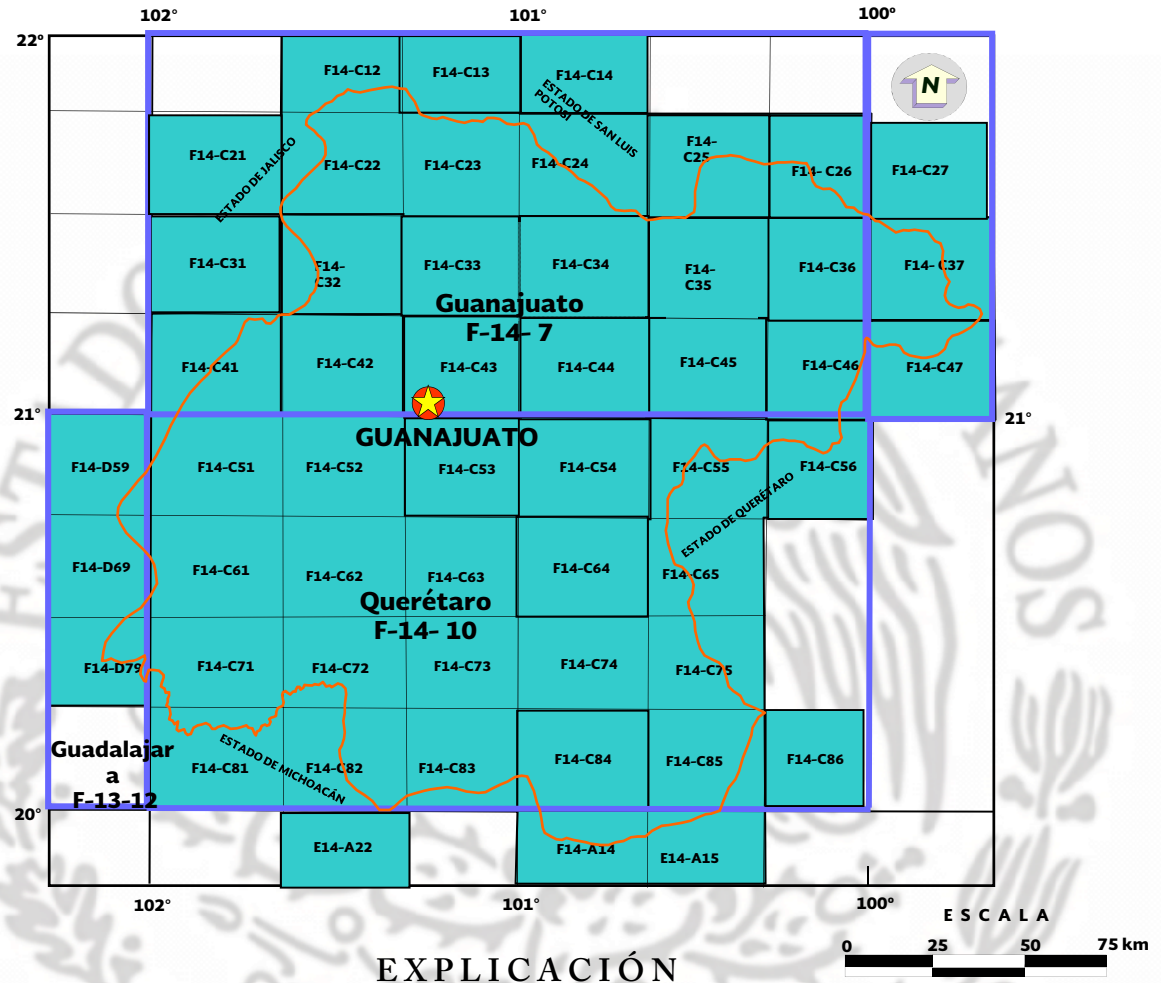 102°
101°
100°
22°
N
F14-C12
F14-C13
F14-C14
ESTADO DE SAN LUIS
POTOSÍ
ESTADO DE JALISCO
F14-C21
F14-C22
F14-C23
F14-C24
F14-
C25
F14- C26
F14-C27
F14-C31
F14-
C32
F14-C33
F14-C34
F14-
C35
F14-C36
F14- C37
Guanajuato
F-14- 7
F14-C41
F14-C42
F14-C43
F14-C44
F14-C45
F14-C46
F14-C47
21°
21°
GUANAJUATO
F14-D59
F14-C51
F14-C52
F14-C53
F14-C54
F14-C55
F14-C56
ESTADO DE QUERÉTARO
F14-D69
F14-C61
F14-C62
F14-C63
F14-C64
F14-C65
Querétaro
F-14- 10
F14-D79
F14-C71
F14-C72
F14-C73
F14-C74
F14-C75
Guadalajar
a
F-13-12
ESTADO DE MICHOACÁN
F14-C81
F14-C82
F14-C83
F14-C84
F14-C85
F14-C86
20°
E14-A22
F14-A14
E14-A15
102°
101°
100°
ESCALA
0 25 50 75 km
EXPLICACIÓN